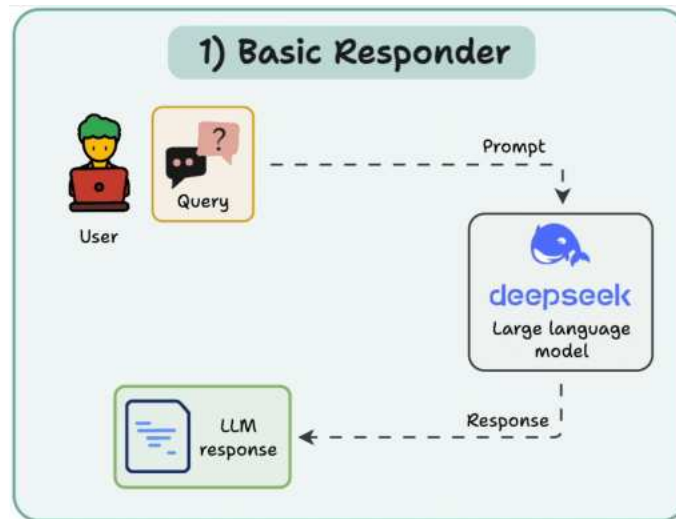 1) Basic Responder
?
Query
User
Prompt
deepseek
Large language
model
Response
LLM
response